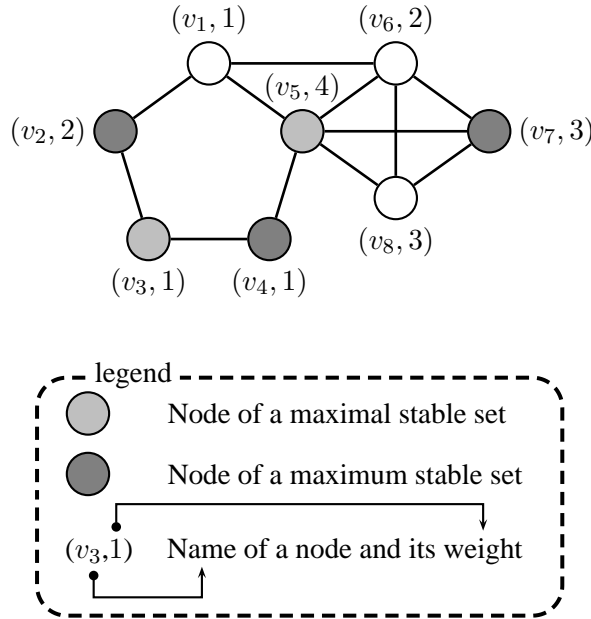 (v₁, 1)
(v₆, 2)
(v₅, 4)
(v₂, 2)
(v₇, 3)
(v₈, 3)
(v₃, 1)
(v₄, 1)
legend
Node of a maximal stable set
Node of a maximum stable set
(v₃,1) Name of a node and its weight